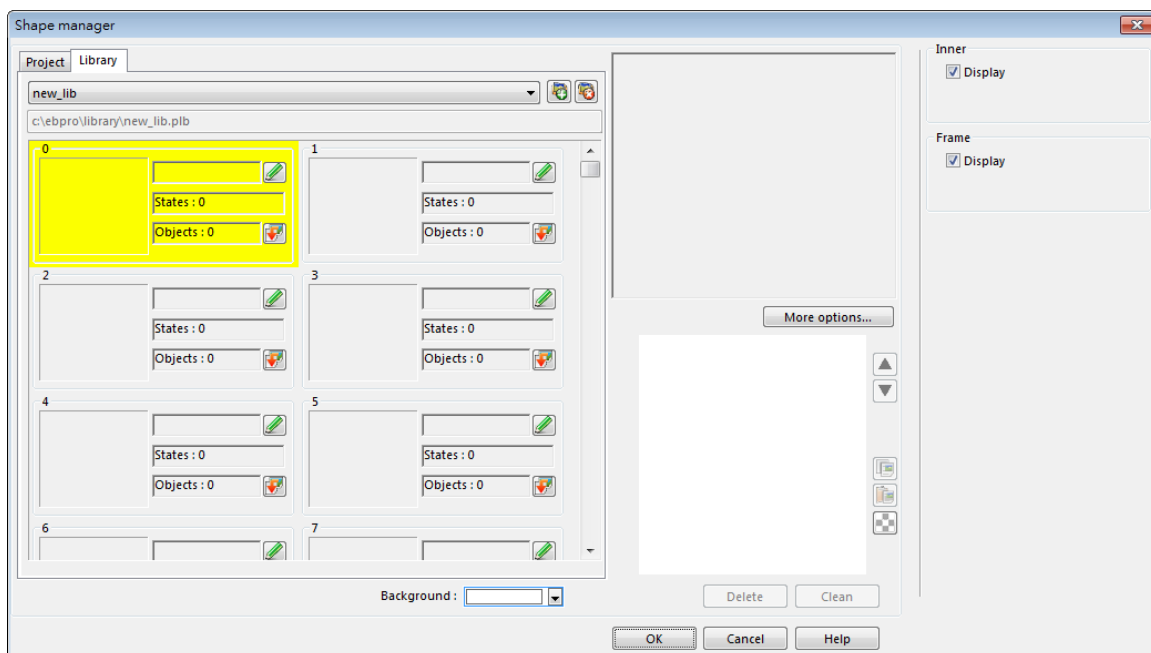 Shape manager
Project
Library
new_lib
c:\ebpro\library\new_lib.plb
0
States : 0
Objects : 0
1
States : 0
Objects : 0
2
States : 0
Objects : 0
3
States : 0
Objects : 0
4
States : 0
Objects : 0
5
States : 0
Objects : 0
6
7
Background :
More options...
Delete
Clean
OK
Cancel
Help
Inner
Display
Frame
Display